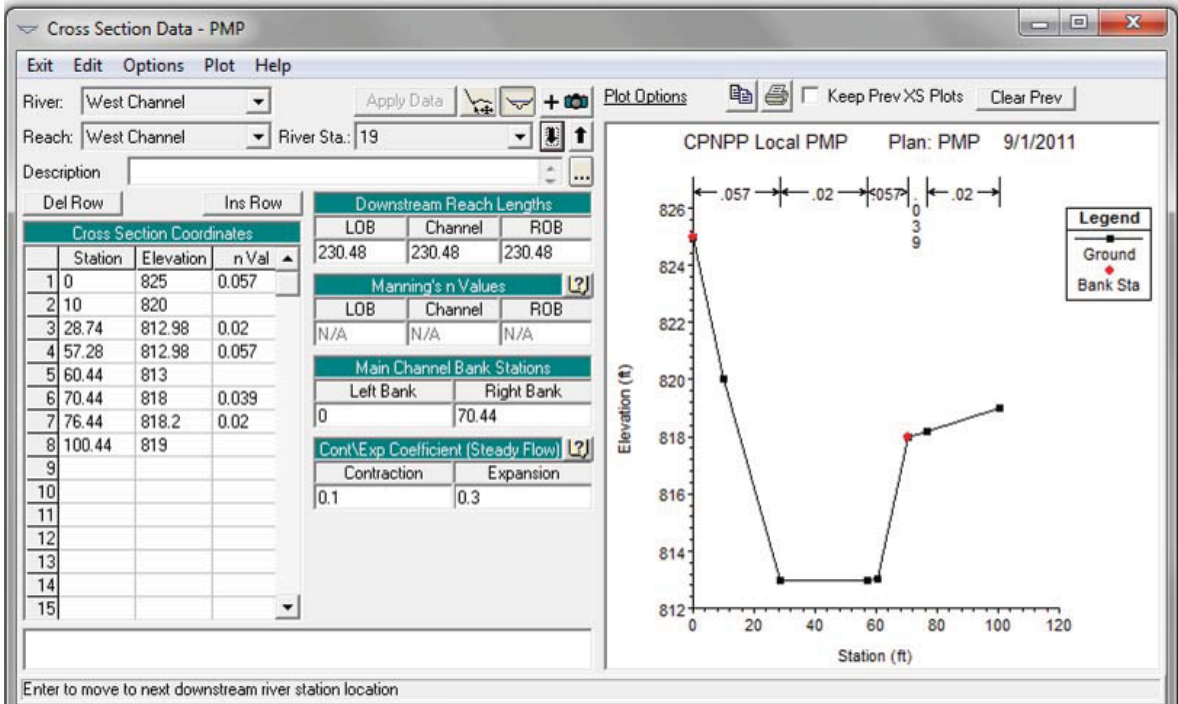 Cross Section Data - PMP
Exit Edit Options Plot Help
River: West Channel Apply Data
Reach: West Channel River Sta.: 19
Description ...
Del Row Ins Row
Cross Section Coordinates
Station Elevation n Val
1 0 825 0.057
2 10 820
3 28.74 812.98 0.02
4 57.28 812.98 0.057
5 60.44 813
6 70.44 818 0.039
7 76.44 818.2 0.02
8 100.44 819
9
10
11
12
13
14
15
Downstream Reach Lengths
LOB Channel ROB
230.48 230.48 230.48
Manning's n Values
LOB Channel ROB
N/A N/A N/A
Main Channel Bank Stations
Left Bank Right Bank
0 70.44
Cont\Exp Coefficient (Steady Flow)
Contraction Expansion
0.1 0.3
Plot Options Keep Prev XS Plots Clear Prev
CPNPP Local PMP Plan: PMP 9/1/2011
.057 .02 .057 .039 .02
826
824
822
820
818
816
814
812
Elevation (ft)
0 20 40 60 80 100 120
Station (ft)
Legend
Ground
Bank Sta
Enter to move to next downstream river station location